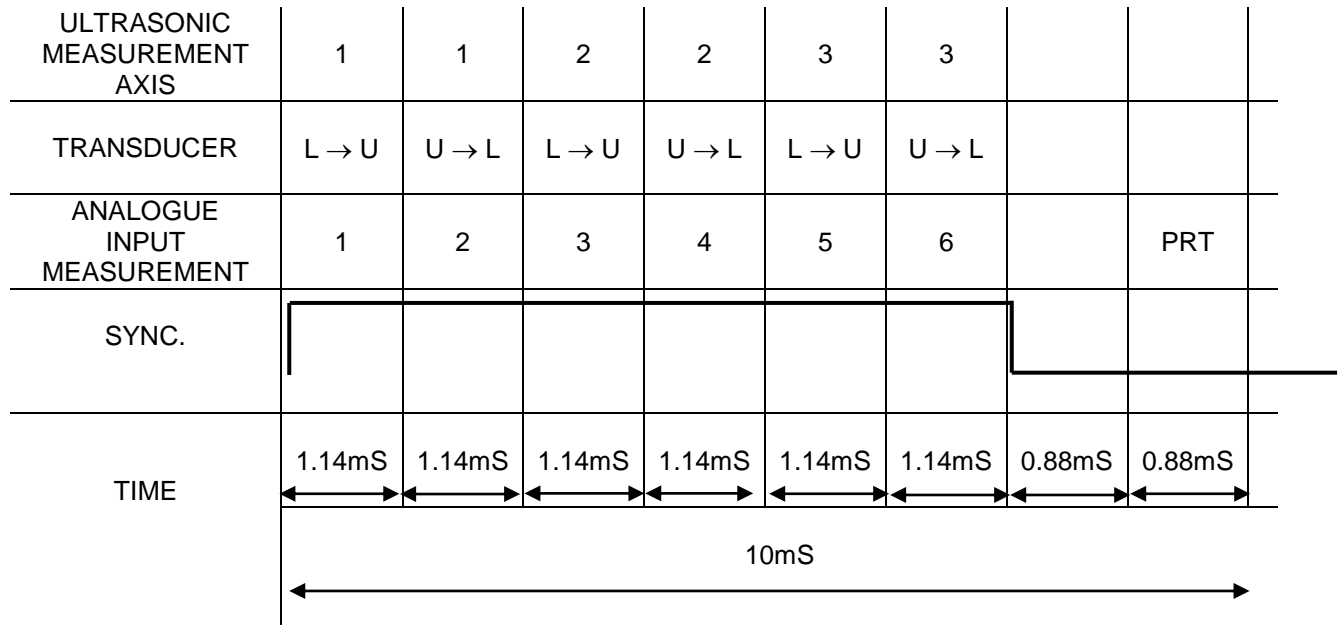 ULTRASONIC
MEASUREMENT
AXIS
1 1 2 2 3 3
TRANSDUCER
L → U U → L L → U U → L L → U U → L
ANALOGUE
INPUT
MEASUREMENT
1 2 3 4 5 6 PRT
SYNC.
TIME
1.14mS 1.14mS 1.14mS 1.14mS 1.14mS 1.14mS 0.88mS 0.88mS
10mS